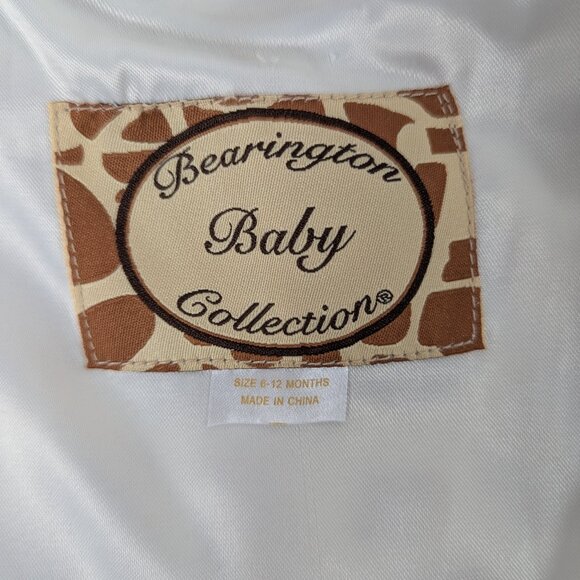 Bearington
Baby
Collection®
SIZE 6-12 MONTHS
MADE IN CHINA